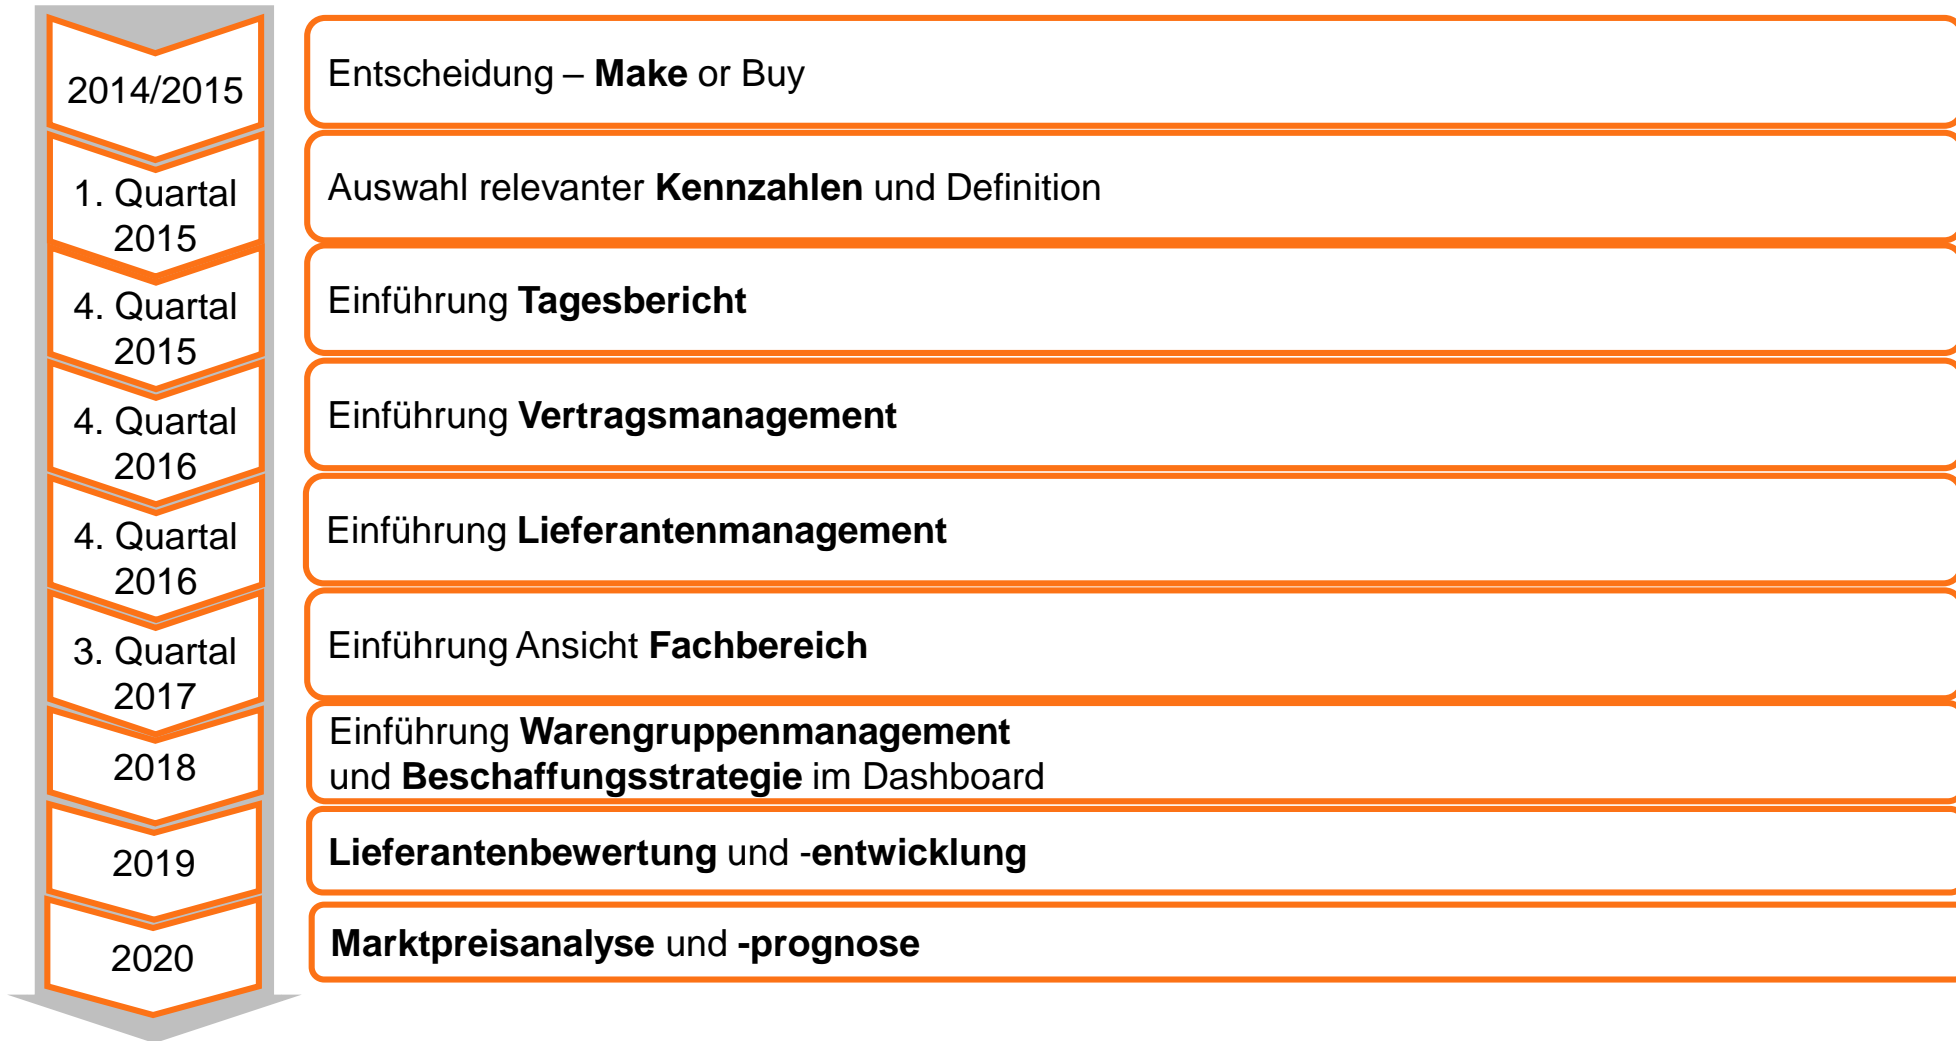 2014/2015
Entscheidung – Make or Buy
1. Quartal
2015
Auswahl relevanter Kennzahlen und Definition
4. Quartal
2015
Einführung Tagesbericht
4. Quartal
2016
Einführung Vertragsmanagement
4. Quartal
2016
Einführung Lieferantenmanagement
3. Quartal
2017
Einführung Ansicht Fachbereich
2018
Einführung Warengruppenmanagement
und Beschaffungsstrategie im Dashboard
2019
Lieferantenbewertung und -entwicklung
2020
Marktpreisanalyse und -prognose